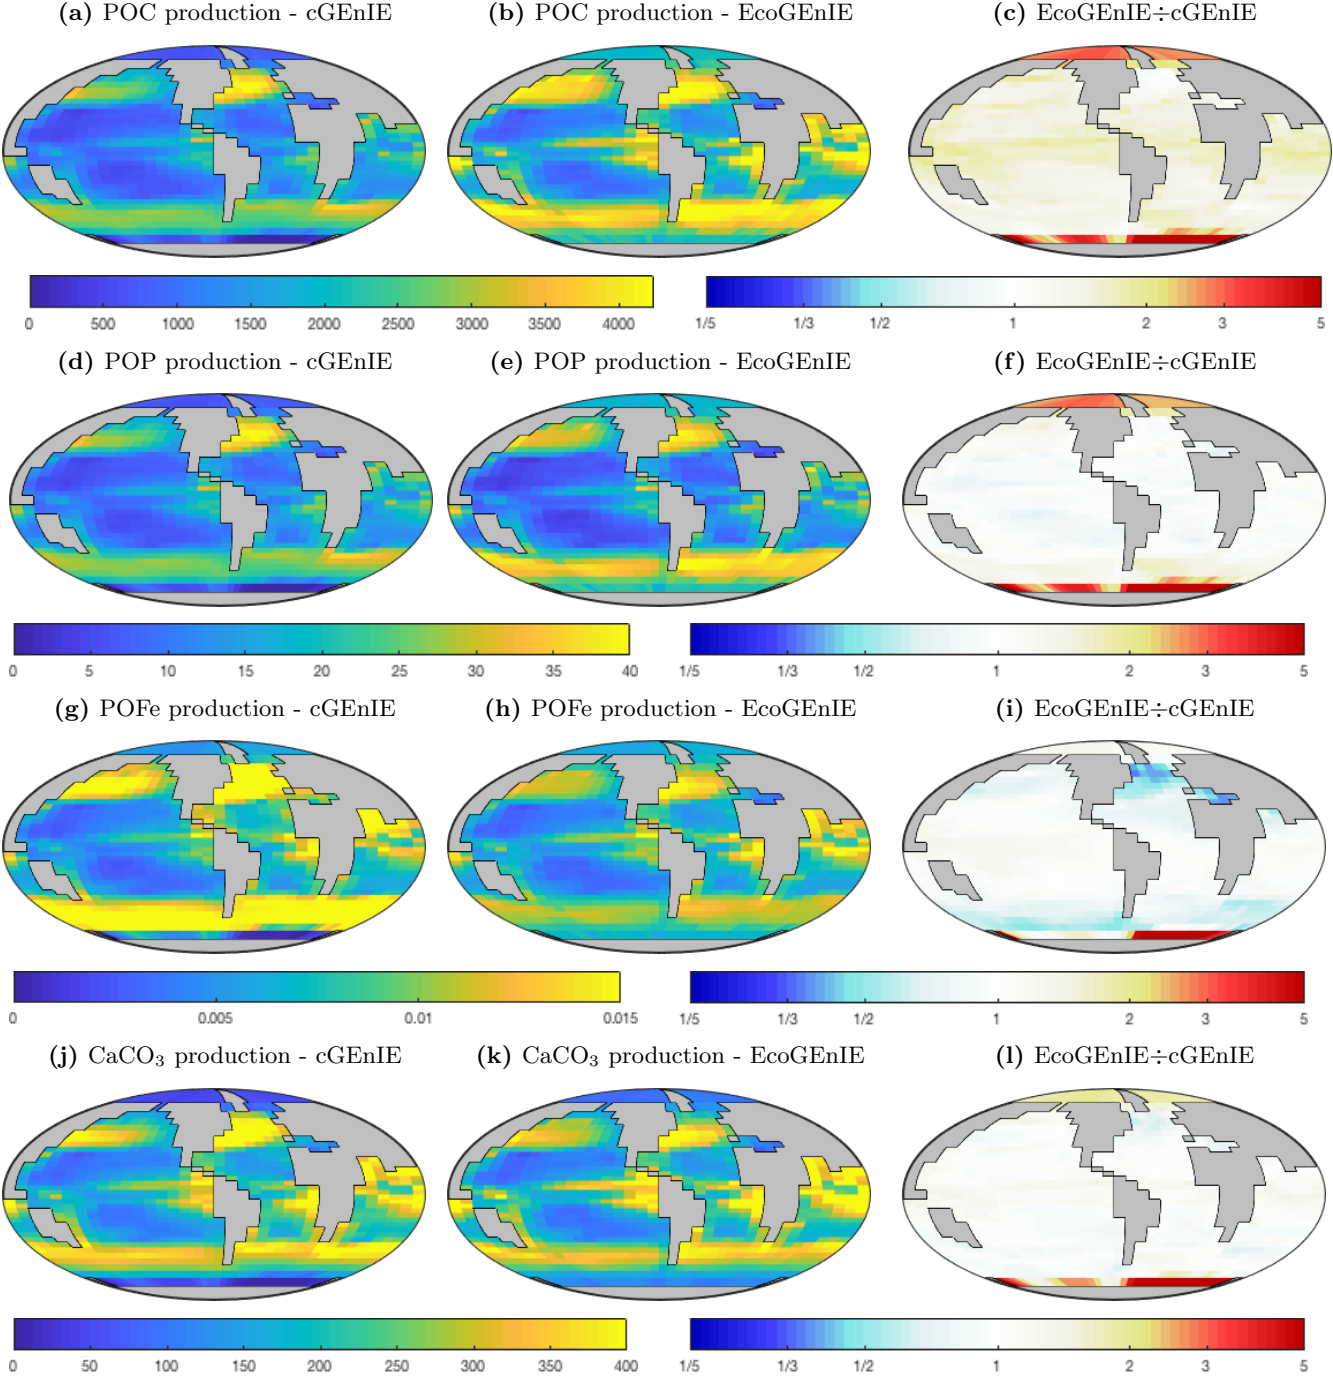 (a) POC production - cGEnIE
(b) POC production - EcoGEnIE
(c) EcoGEnIE÷cGEnIE
0 500 1000 1500 2000 2500 3000 3500 4000
1/5 1/3 1/2 1 2 3 5
(d) POP production - cGEnIE
(e) POP production - EcoGEnIE
(f) EcoGEnIE÷cGEnIE
0 5 10 15 20 25 30 35 40
1/5 1/3 1/2 1 2 3 5
(g) POFe production - cGEnIE
(h) POFe production - EcoGEnIE
(i) EcoGEnIE÷cGEnIE
0 0.005 0.01 0.015
1/5 1/3 1/2 1 2 3 5
(j) CaCO₃ production - cGEnIE
(k) CaCO₃ production - EcoGEnIE
(l) EcoGEnIE÷cGEnIE
0 50 100 150 200 250 300 350 400
1/5 1/3 1/2 1 2 3 5